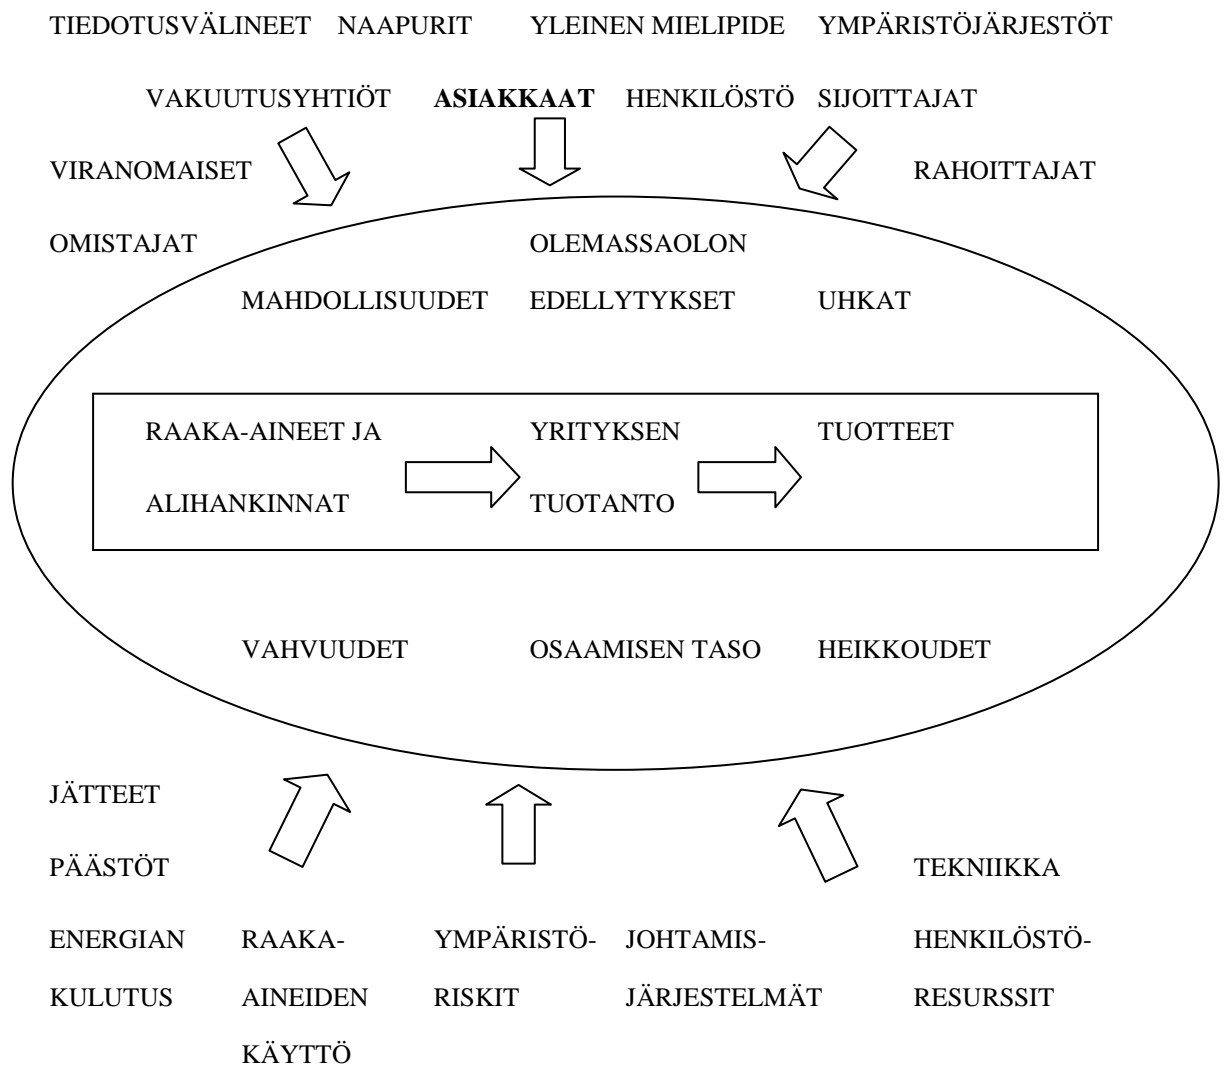 TIEDOTUSVÄLINEET NAAPURIT YLEINEN MIELIPIDE YMPÄRISTÖJÄRJESTÖT
VAKUUTUSYHTIÖT ASIAKKAAT HENKILÖSTÖ SIJOITTAJAT
VIRANOMAISET RAHOITTAJAT
OMISTAJAT OLEMASSAOLON
MAHDOLLISUUDET EDELLYTYKSET UHKAT
RAAKA-AINEET JA YRITYKSEN TUOTTEET
ALIHANKINNAT TUOTANTO
VAHVUUDET OSAAMISEN TASO HEIKKOUDET
JÄTTEET
PÄÄSTÖT TEKNIIKKA
ENERGIAN RAAKA- YMPÄRISTÖ- JOHTAMIS- HENKILÖSTÖ-
KULUTUS AINEIDEN RISKIT JÄRJESTELMÄT RESURSSIT
KÄYTTÖ